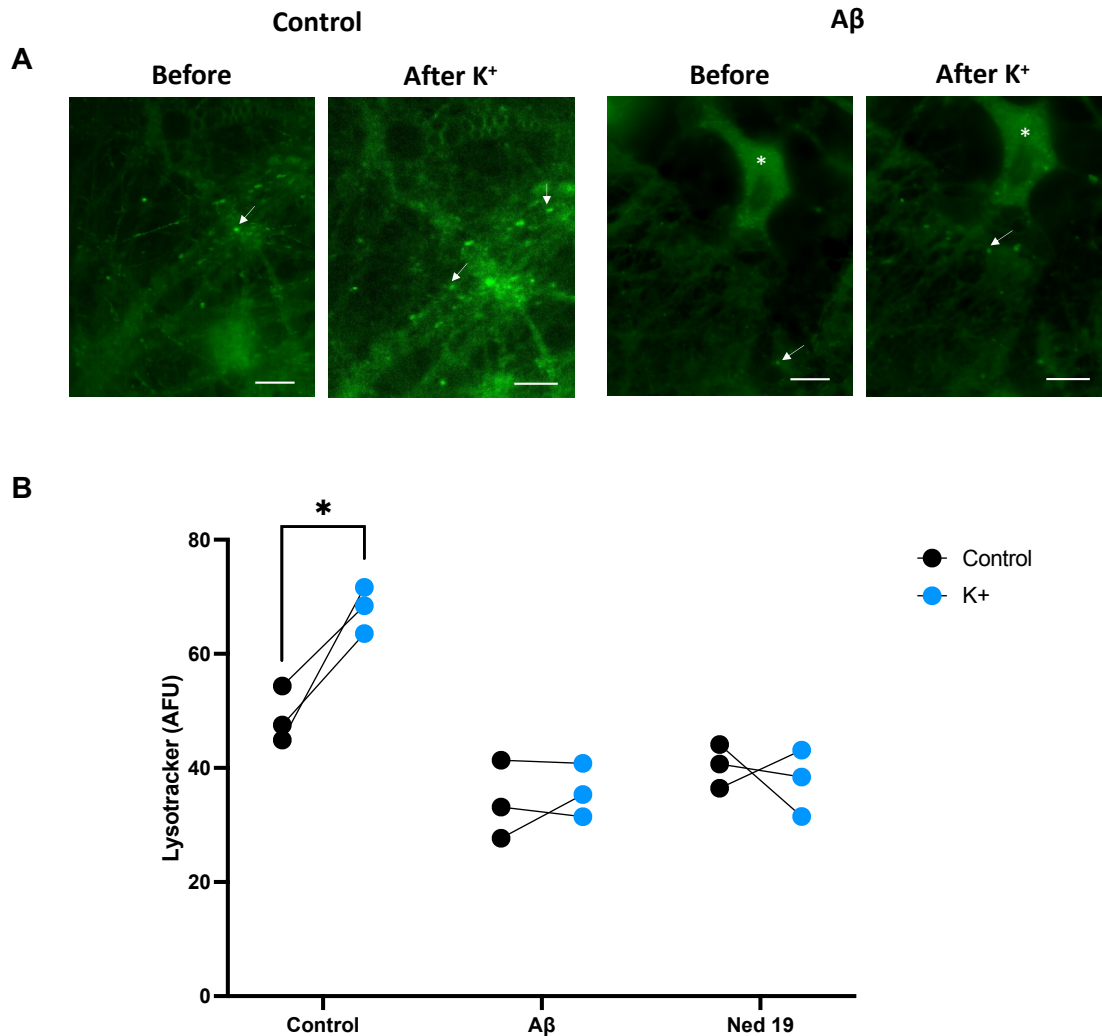 Control
Aβ
A
Before
After K⁺
Before
After K⁺
*
*
B
*
80
60
40
20
0
Lysotracker (AFU)
Control
K+
Control
Aβ
Ned 19